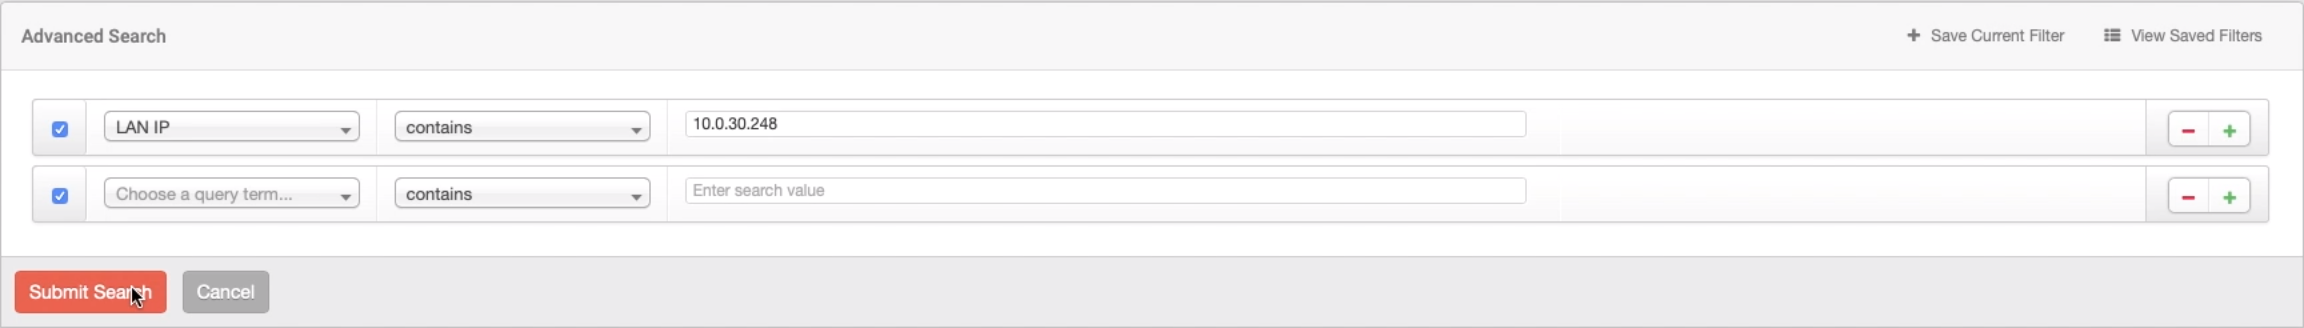 Advanced Search
+ Save Current Filter
View Saved Filters
LAN IP
contains
10.0.30.248
Choose a query term...
contains
Enter search value
Submit Search
Cancel